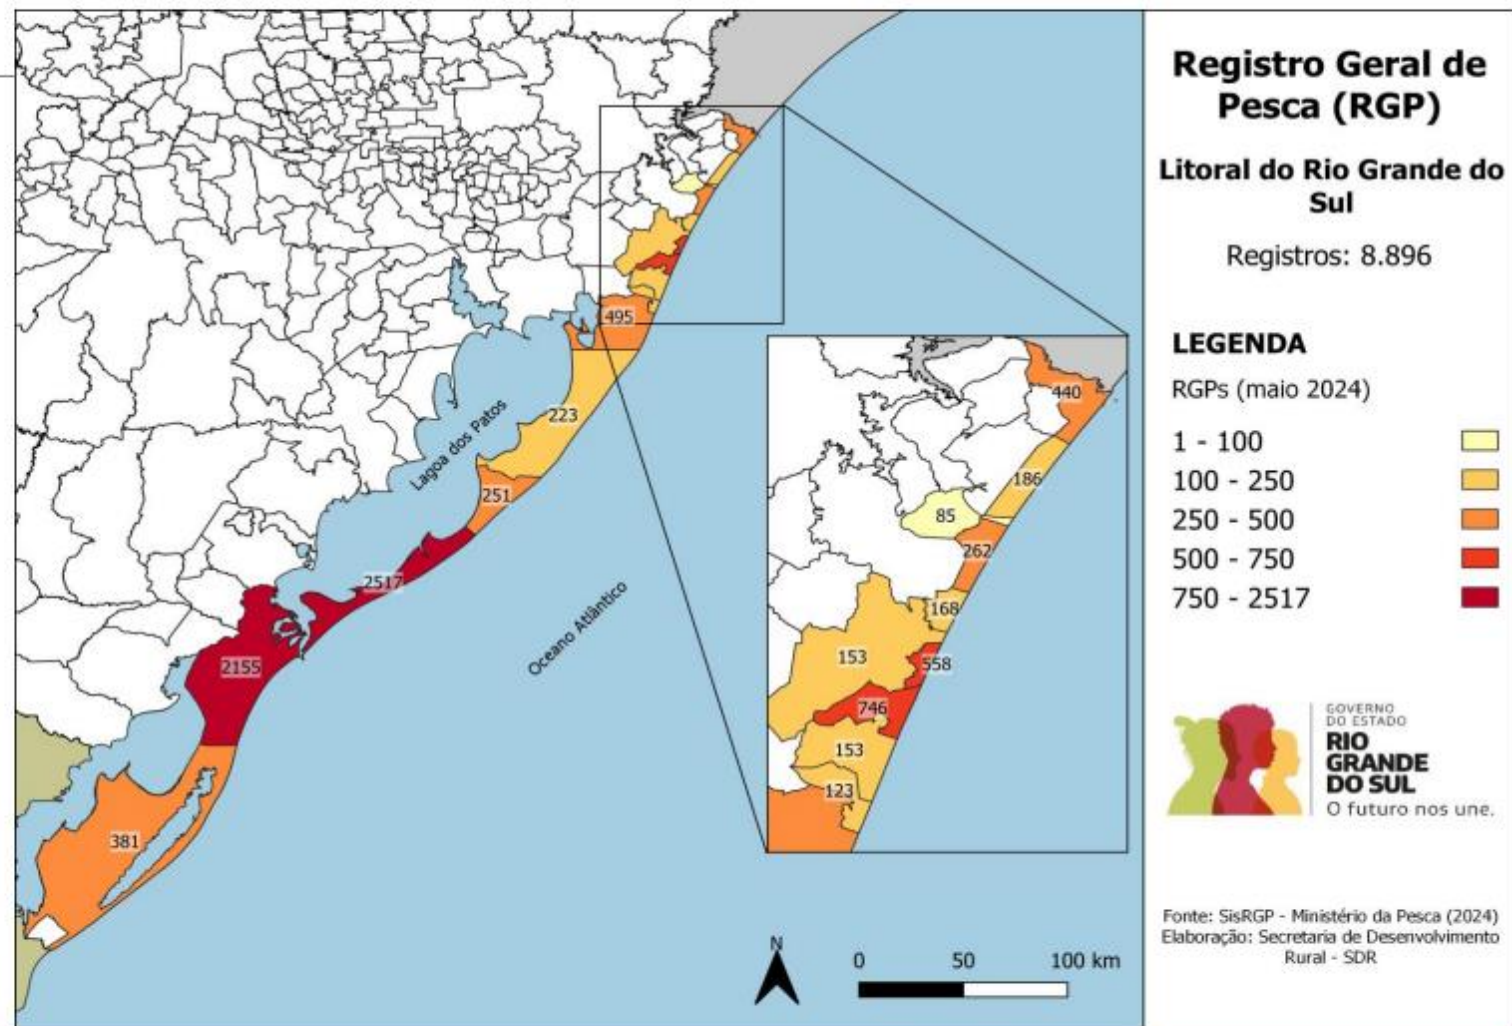 Registro Geral de
Pesca (RGP)
Litoral do Rio Grande do
Sul
Registros: 8.896
LEGENDA
RGPs (maio 2024)
1 - 100
100 - 250
250 - 500
500 - 750
750 - 2517
GOVERNO
DO ESTADO
RIO
GRANDE
DO SUL
O futuro nos une.
Fonte: SisRGP - Ministério da Pesca (2024)
Elaboração: Secretaria de Desenvolvimento
Rural - SDR
495
223
Lagoa dos Patos
251
2517
Oceano Atlântico
2155
381
440
186
85
262
168
153
558
746
153
123
N
0 50 100 km